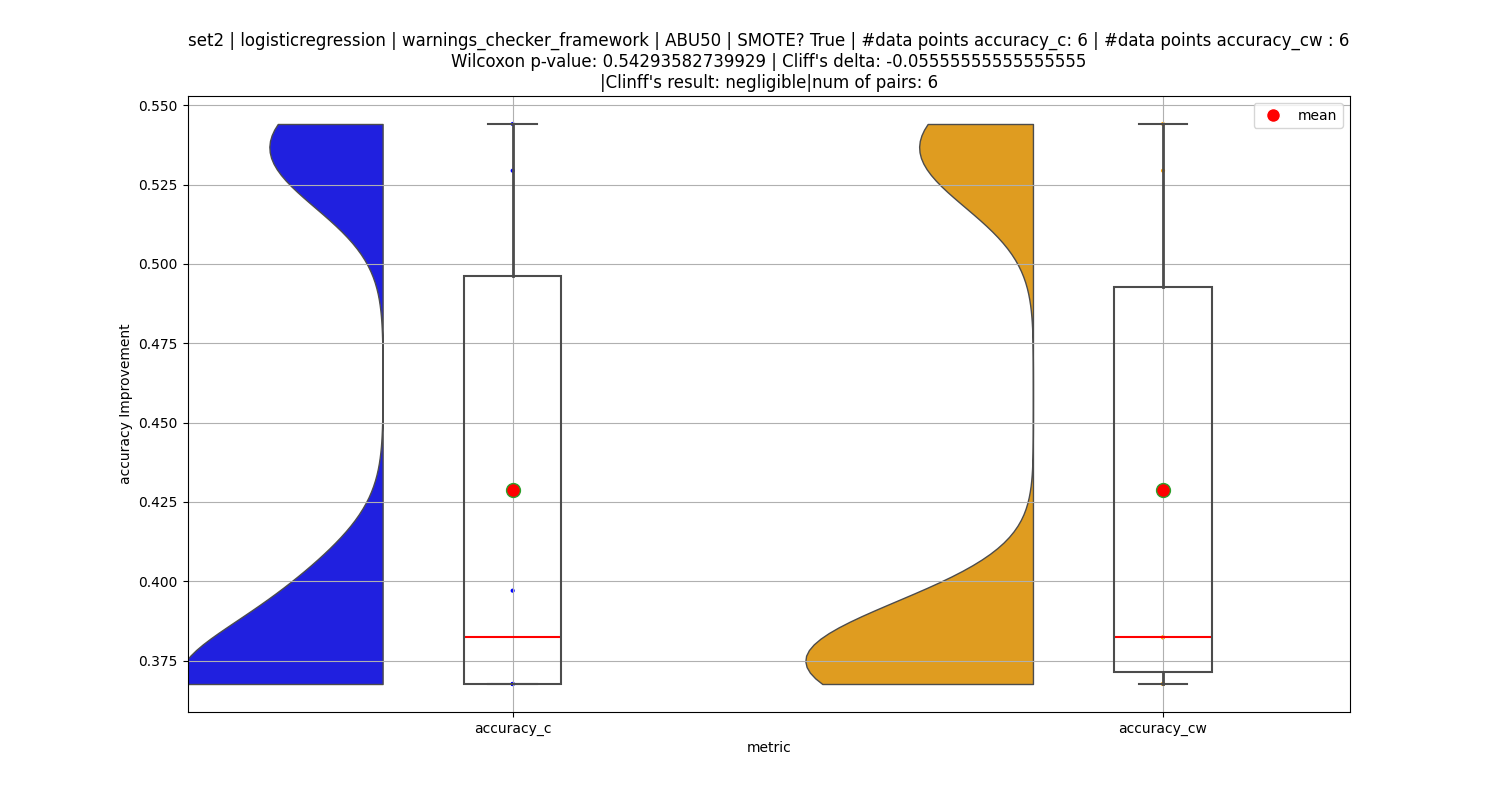 set2 | logisticregression | warnings_checker_framework | ABU50 | SMOTE? True | #data points accuracy_c: 6 | #data points accuracy_cw : 6
Wilcoxon p-value: 0.54293582739929 | Cliff's delta: -0.05555555555555555
|Clinff's result: negligible|num of pairs: 6
mean
accuracy Improvement
0.550
0.525
0.500
0.475
0.450
0.425
0.400
0.375
accuracy_c
accuracy_cw
metric